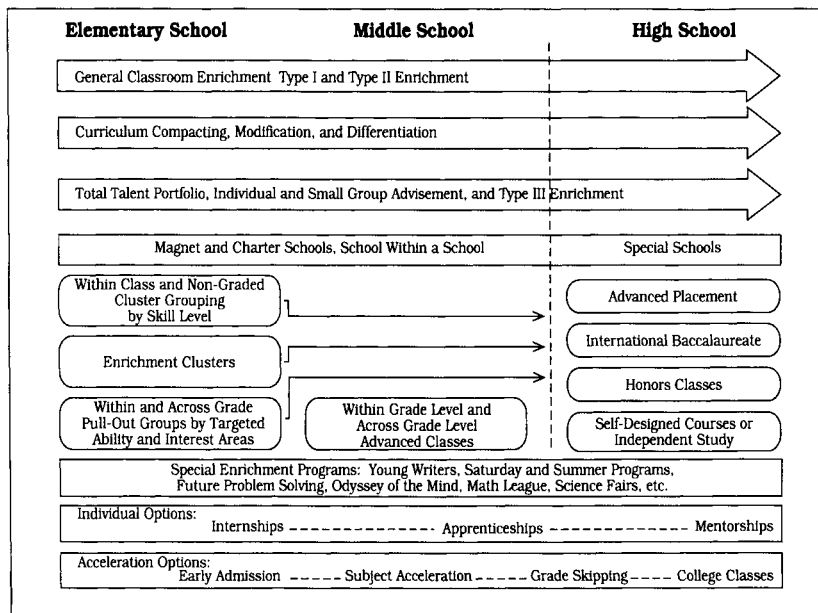 Elementary School Middle School High School
General Classroom Enrichment Type I and Type II Enrichment
Curriculum Compacting, Modification, and Differentiation
Total Talent Portfolio, Individual and Small Group Advisement, and Type III Enrichment
Magnet and Charter Schools, School Within a School Special Schools
Within Class and Non-Graded
Cluster Grouping
by Skill Level
Enrichment Clusters
Within and Across Grade
Pull-Out Groups by Targeted
Ability and Interest Areas
Within Grade Level and
Across Grade Level
Advanced Classes
Advanced Placement
International Baccalaureate
Honors Classes
Self-Designed Courses or
Independent Study
Special Enrichment Programs: Young Writers, Saturday and Summer Programs,
Future Problem Solving, Odyssey of the Mind, Math League, Science Fairs, etc.
Individual Options:
Internships Apprenticeships Mentorships
Acceleration Options:
Early Admission Subject Acceleration Grade Skipping College Classes